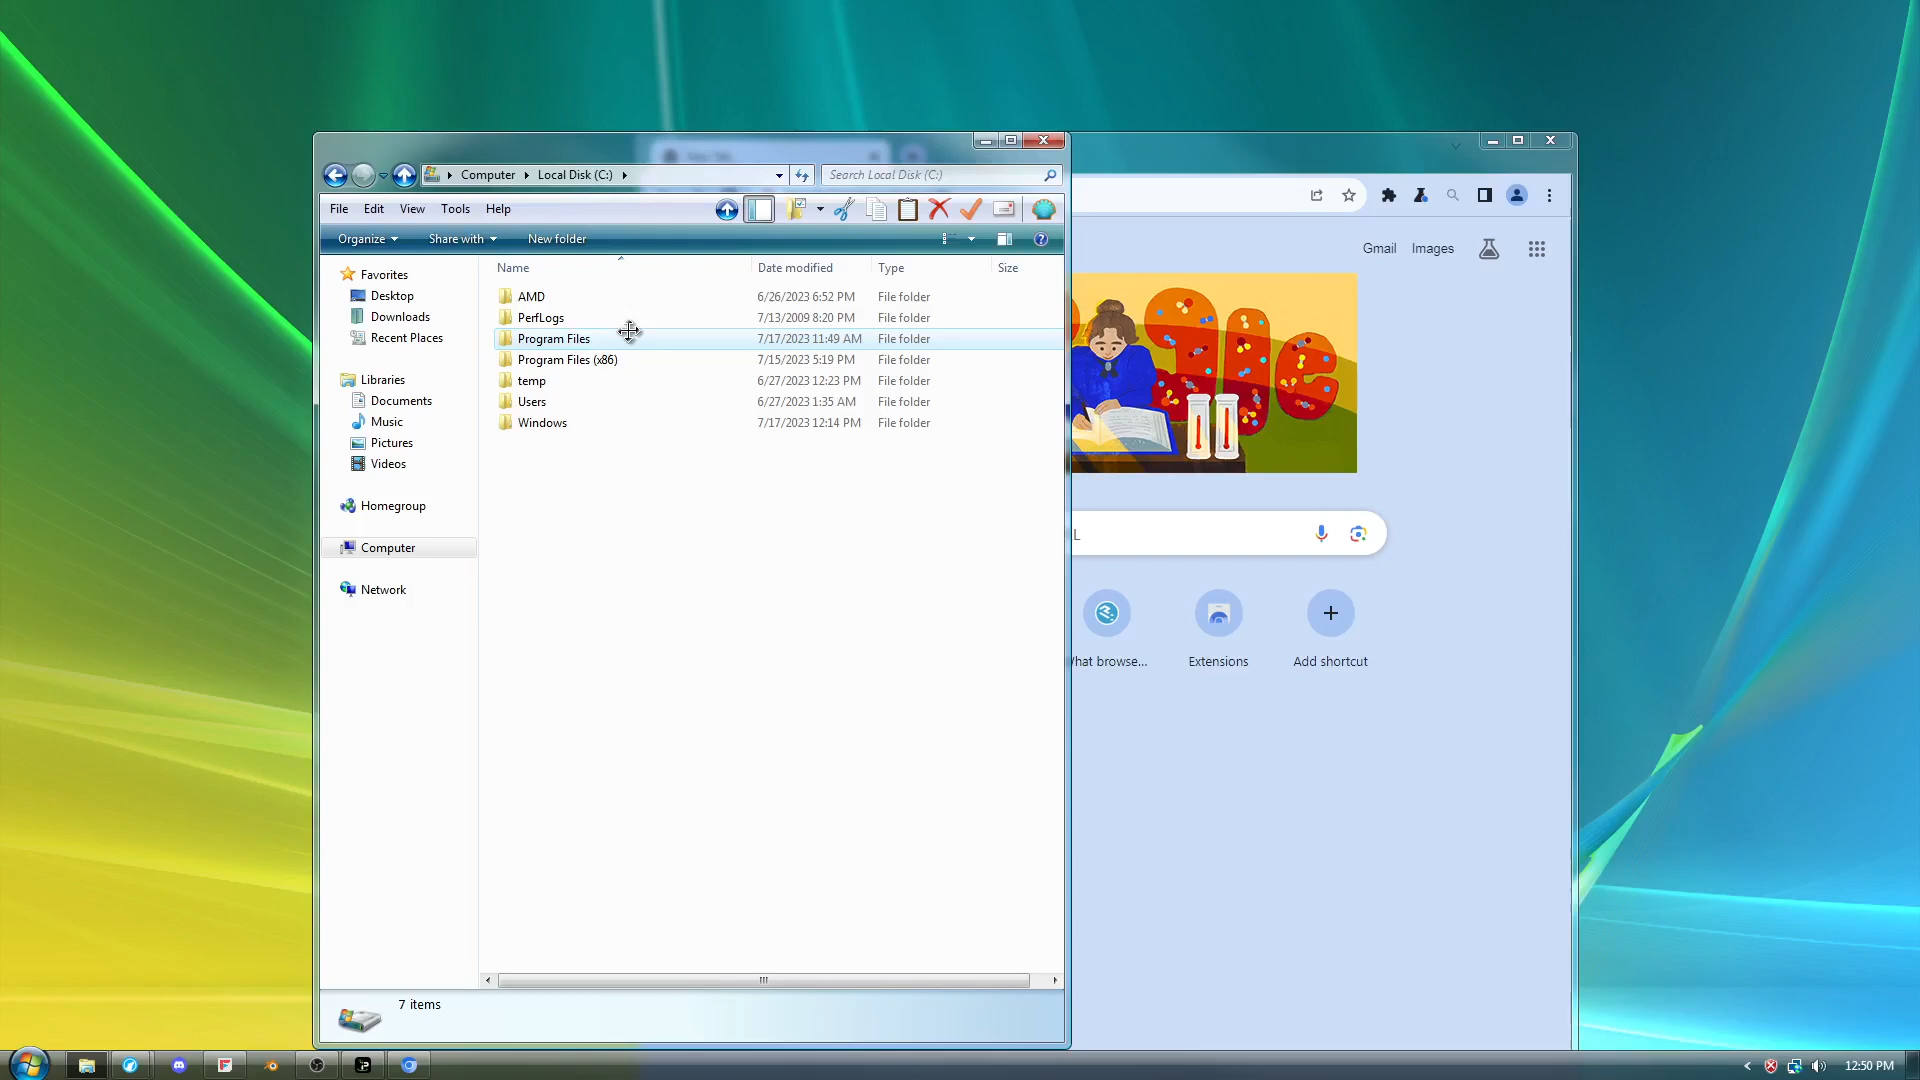 Computer
Local Disk (C:)
Search Local Disk (C:)
File
Edit
View
Tools
Help
Organize
Share with
New folder
Name
Date modified
Type
Size
Favorites
Desktop
Downloads
Recent Places
Libraries
Documents
Music
Pictures
Videos
Homegroup
Computer
Network
AMD 6/26/2023 6:52 PM File folder
PerfLogs 7/13/2009 8:20 PM File folder
Program Files 7/17/2023 11:49 AM File folder
Program Files (x86) 7/15/2023 5:19 PM File folder
temp 6/27/2023 12:23 PM File folder
Users 6/27/2023 1:35 AM File folder
Windows 7/17/2023 12:14 PM File folder
7 items
Gmail
Images
L
hat browse...
Extensions
Add shortcut
12:50 PM